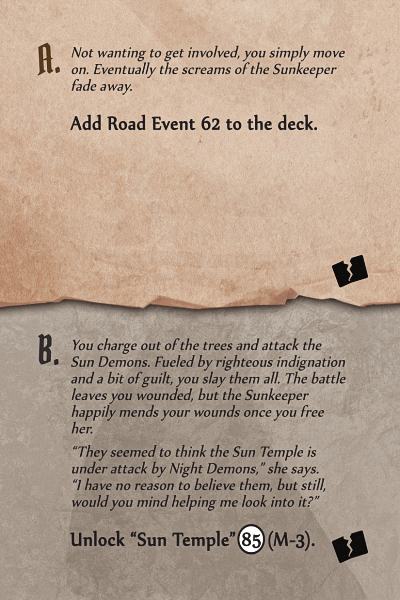 A.
Not wanting to get involved, you simply move
on. Eventually the screams of the Sunkeeper
fade away.
Add Road Event 62 to the deck.
B.
You charge out of the trees and attack the
Sun Demons. Fueled by righteous indignation
and a bit of guilt, you slay them all. The battle
leaves you wounded, but the Sunkeeper
happily mends your wounds once you free
her.
“They seemed to think the Sun Temple is
under attack by Night Demons,” she says.
“I have no reason to believe them, but still,
would you mind helping me look into it?”
Unlock “Sun Temple” 85 (M-3).